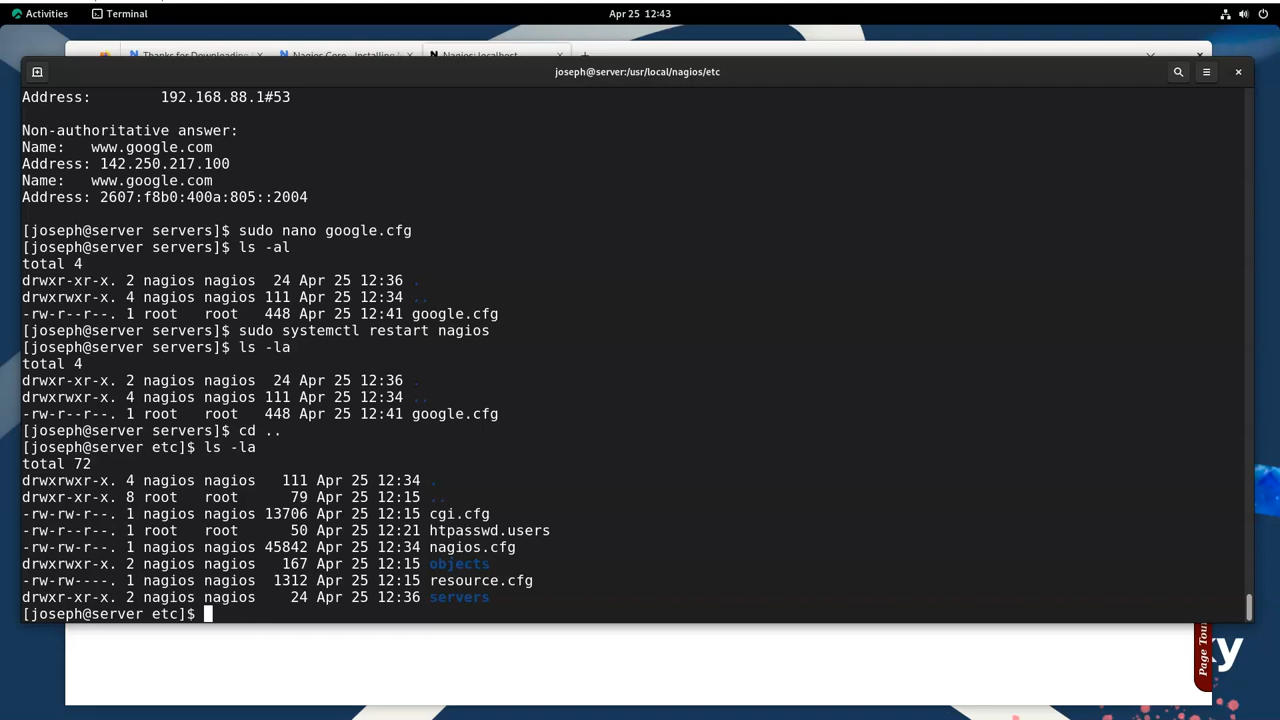 Activities Terminal Apr 25 12:43
Thanks for Downloading Nagios Core - Installing Nagios: localhost
joseph@server:/usr/local/nagios/etc
Address: 192.168.88.1#53
Non-authoritative answer:
Name: www.google.com
Address: 142.250.217.100
Name: www.google.com
Address: 2607:f8b0:400a:805::2004
[joseph@server servers]$ sudo nano google.cfg
[joseph@server servers]$ ls -al
total 4
drwxr-xr-x. 2 nagios nagios 24 Apr 25 12:36 .
drwxrwxr-x. 4 nagios nagios 111 Apr 25 12:34 ..
-rw-r--r--. 1 root root 448 Apr 25 12:41 google.cfg
[joseph@server servers]$ sudo systemctl restart nagios
[joseph@server servers]$ ls -la
total 4
drwxr-xr-x. 2 nagios nagios 24 Apr 25 12:36 .
drwxrwxr-x. 4 nagios nagios 111 Apr 25 12:34 ..
-rw-r--r--. 1 root root 448 Apr 25 12:41 google.cfg
[joseph@server servers]$ cd ..
[joseph@server etc]$ ls -la
total 72
drwxrwxr-x. 4 nagios nagios 111 Apr 25 12:34 .
drwxr-xr-x. 8 root root 79 Apr 25 12:15 ..
-rw-rw-r--. 1 nagios nagios 13706 Apr 25 12:15 cgi.cfg
-rw-r--r--. 1 root root 50 Apr 25 12:21 htpasswd.users
-rw-rw-r--. 1 nagios nagios 45842 Apr 25 12:34 nagios.cfg
drwxrwxr-x. 2 nagios nagios 167 Apr 25 12:15 objects
-rw-rw----. 1 nagios nagios 1312 Apr 25 12:15 resource.cfg
drwxr-xr-x. 2 nagios nagios 24 Apr 25 12:36 servers
[joseph@server etc]$
Page Tou
xy